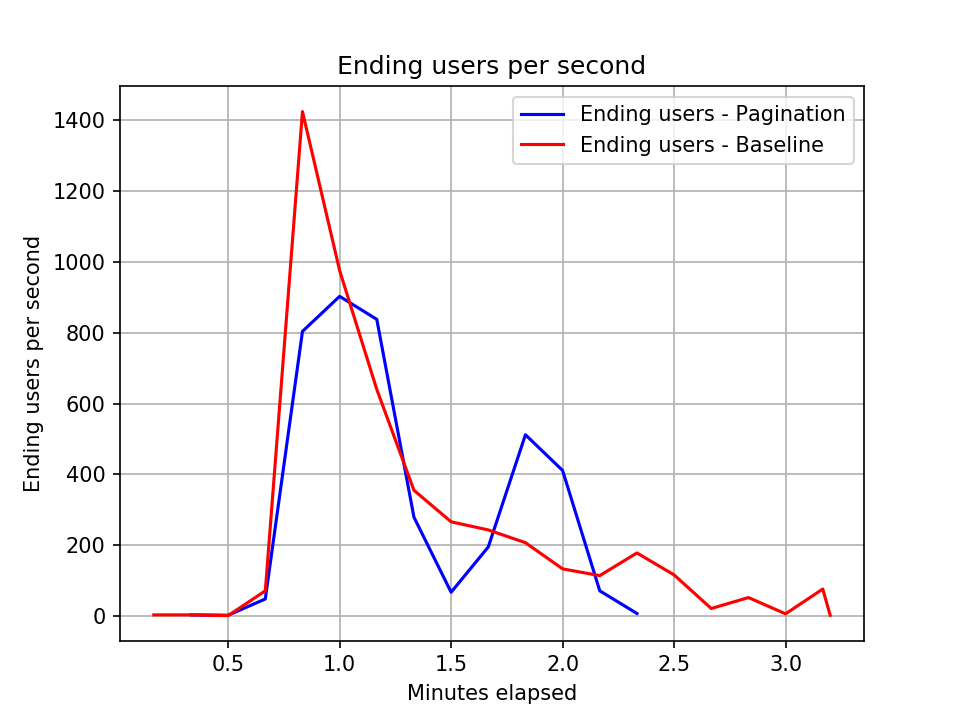 Ending users per second
Ending users - Pagination
Ending users - Baseline
1400
1200
1000
800
600
400
200
0
Ending users per second
0.5 1.0 1.5 2.0 2.5 3.0
Minutes elapsed